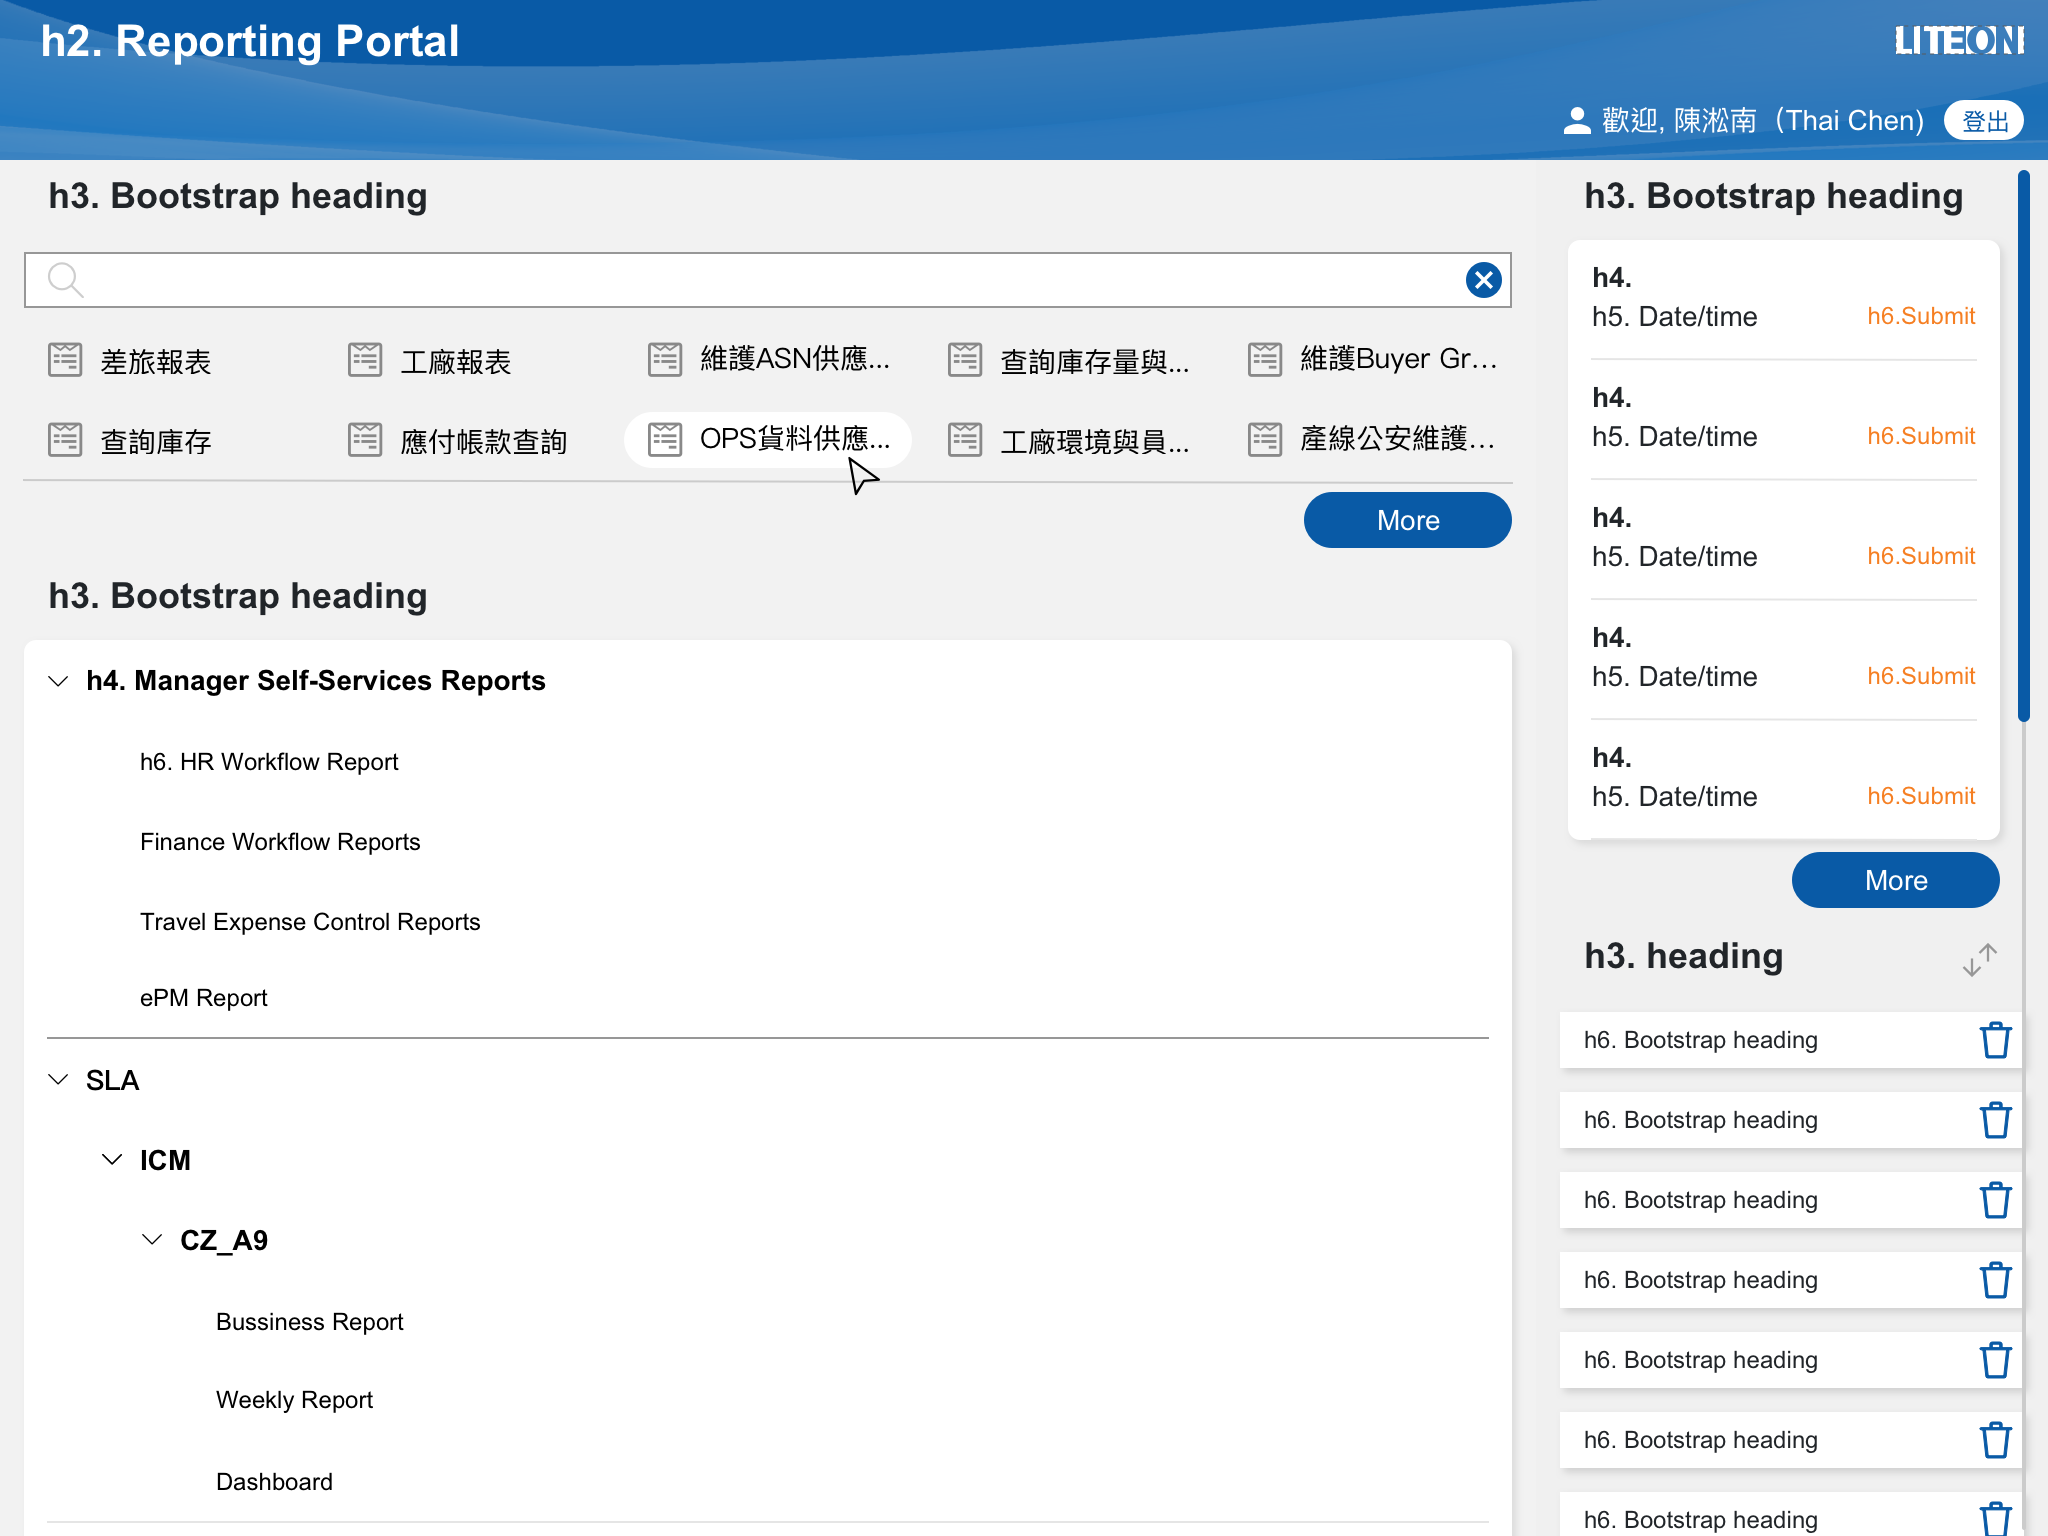 h2. Reporting Portal
LITEON
歡迎, 陳淞南（Thai Chen)
登出
h3. Bootstrap heading
差旅報表
工廠報表
維護ASN供應...
查詢庫存量與...
維護Buyer Gr...
查詢庫存
應付帳款查詢
OPS貨料供應...
工廠環境與員...
產線公安維護...
More
h3. Bootstrap heading
h4. Manager Self-Services Reports
h6. HR Workflow Report
Finance Workflow Reports
Travel Expense Control Reports
ePM Report
SLA
ICM
CZ_A9
Bussiness Report
Weekly Report
Dashboard
h3. Bootstrap heading
h4.
h5. Date/time
h6.Submit
h4.
h5. Date/time
h6.Submit
h4.
h5. Date/time
h6.Submit
h4.
h5. Date/time
h6.Submit
h4.
h5. Date/time
h6.Submit
More
h3. heading
h6. Bootstrap heading
h6. Bootstrap heading
h6. Bootstrap heading
h6. Bootstrap heading
h6. Bootstrap heading
h6. Bootstrap heading
h6. Bootstrap heading